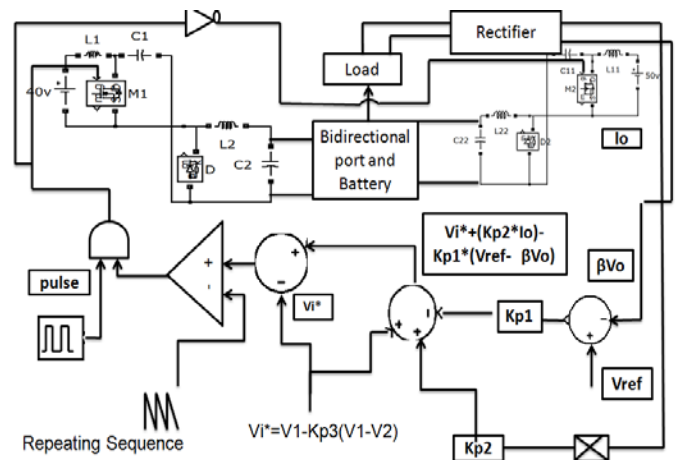 Rectifier
L1
C1
M1
40v
Load
C11
L11
M2
50v
L2
D
C2
Bidirectional
port and
Battery
L22
C22
D2
Io
pulse
+
-
+
-
Vi*
Vi*+(Kp2*Io)-
Kp1*(Vref- βVo)
βVo
Kp1
-
+
+
-
+
Vref
Repeating Sequence
Vi*=V1-Kp3(V1-V2)
Kp2